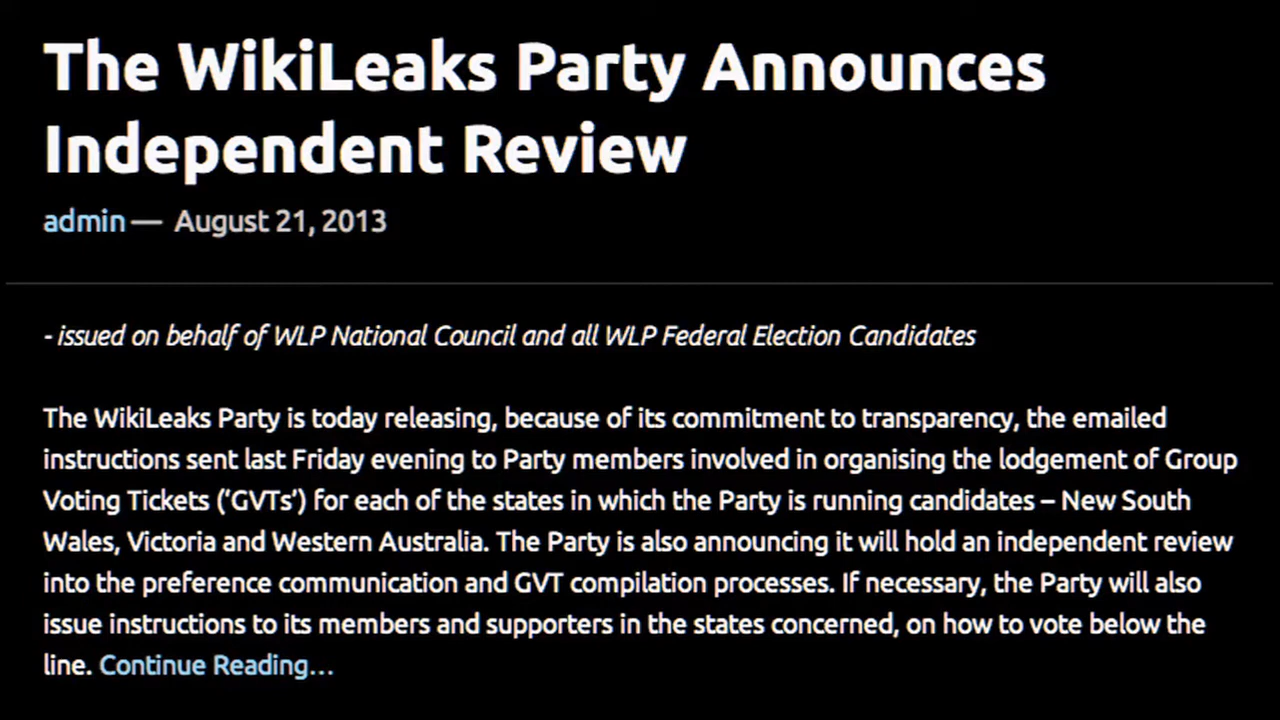 The WikiLeaks Party Announces
Independent Review
admin — August 21, 2013
- issued on behalf of WLP National Council and all WLP Federal Election Candidates
The WikiLeaks Party is today releasing, because of its commitment to transparency, the emailed
instructions sent last Friday evening to Party members involved in organising the lodgement of Group
Voting Tickets (‘GVTs’) for each of the states in which the Party is running candidates – New South
Wales, Victoria and Western Australia. The Party is also announcing it will hold an independent review
into the preference communication and GVT compilation processes. If necessary, the Party will also
issue instructions to its members and supporters in the states concerned, on how to vote below the
line. Continue Reading…